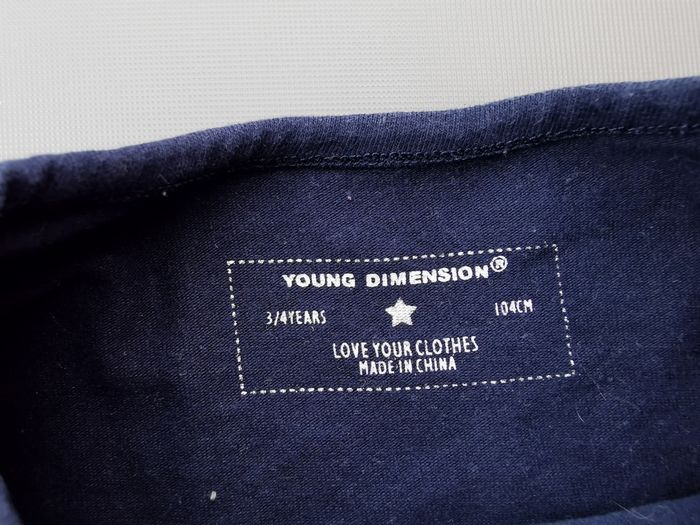 YOUNG DIMENSION®
3/4YEARS 104CM
LOVE YOUR CLOTHES
MADE IN CHINA